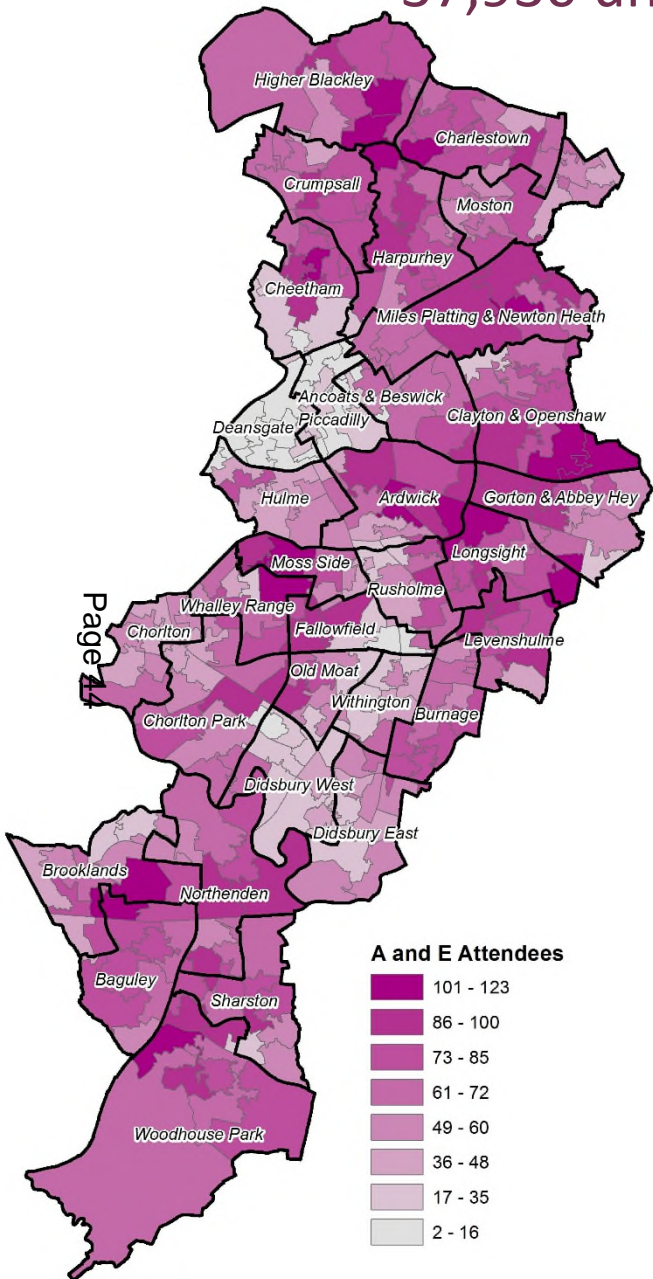 Higher Blackley
Charlestown
Crumpsall
Moston
Harpurhey
Cheetham
Miles Platting & Newton Heath
Ancoats & Beswick
Clayton & Openshaw
Deansgate
Piccadilly
Hulme
Ardwick
Gorton & Abbey Hey
Moss Side
Longsight
Rusholme
Whalley Range
Page 44
Chorlton
Fallowfield
Levenshulme
Old Moat
Withington
Chorlton Park
Burnage
Didsbury West
Didsbury East
Brooklands
Northenden
Baguley
Sharston
Woodhouse Park
A and E Attendees
101 - 123
86 - 100
73 - 85
61 - 72
49 - 60
36 - 48
17 - 35
2 - 16